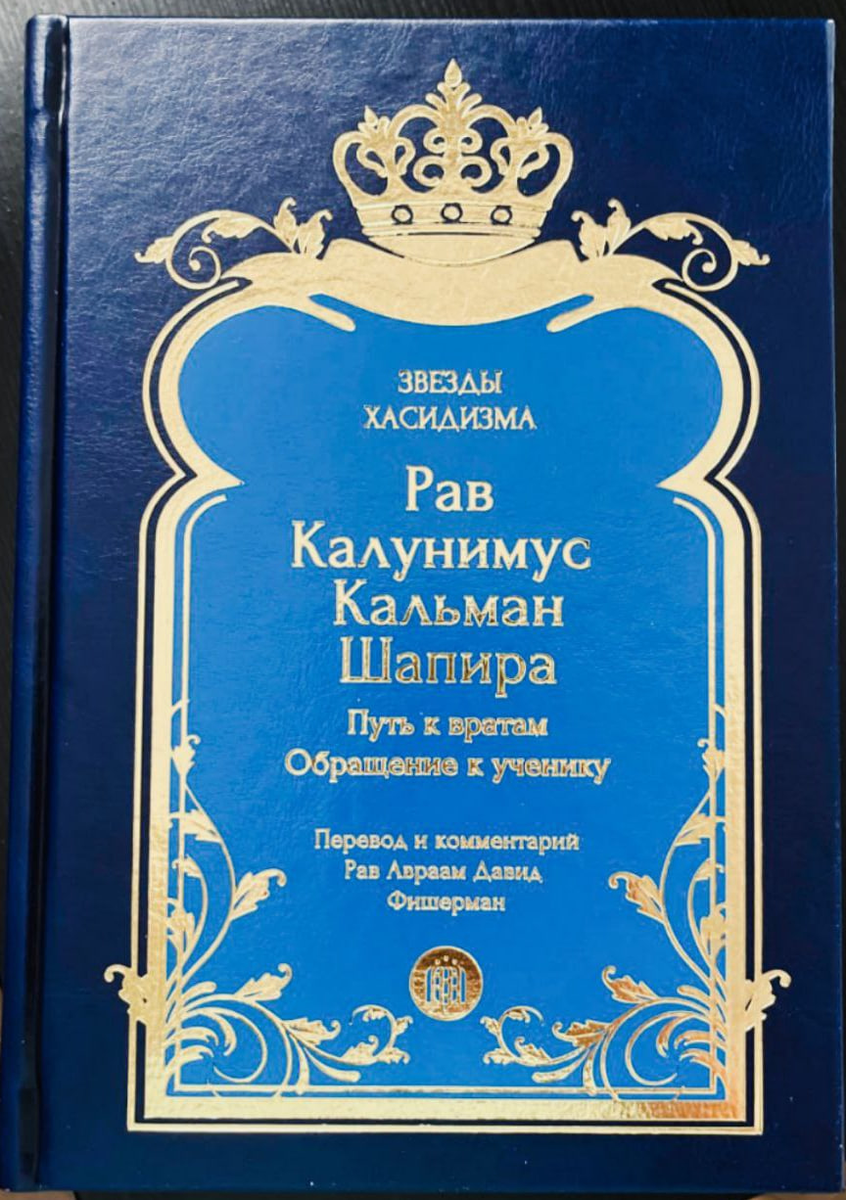 ЗВЕЗДЫ
ХАСИДИЗМА
Рав
Калунимус
Кальман
Шапира
Путь к вратам
Обращение к ученику
Перевод и комментарий
Рав Авраам Давид
Фишерман